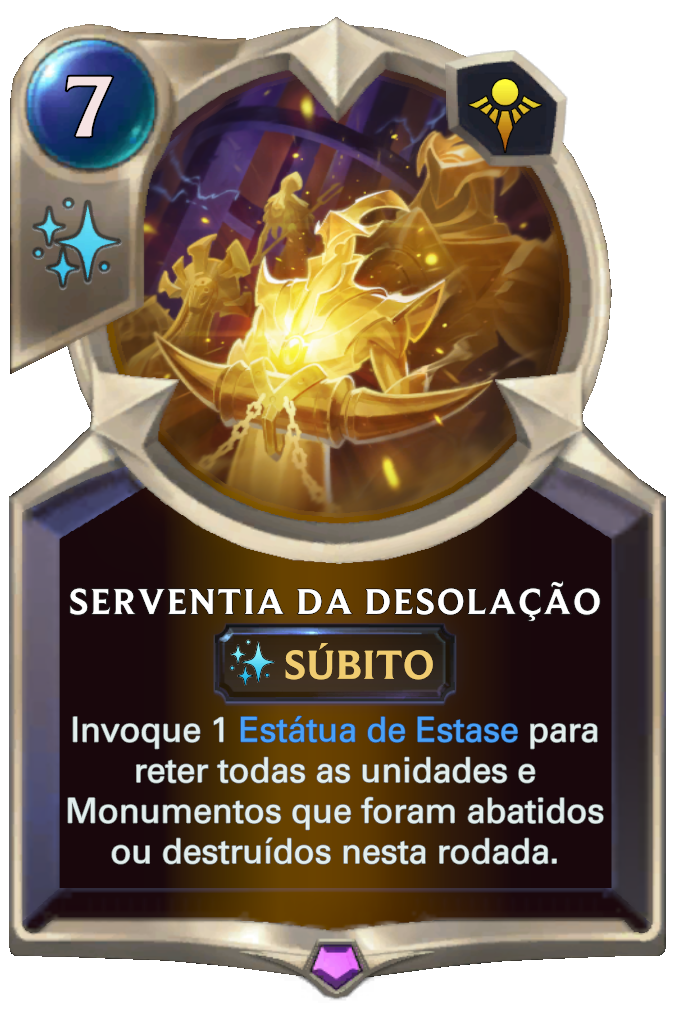 7
SERVENTIA DA DESOLAÇÃO
SÚBITO
Invoque 1 Estátua de Estase para
reter todas as unidades e
Monumentos que foram abatidos
ou destruídos nesta rodada.